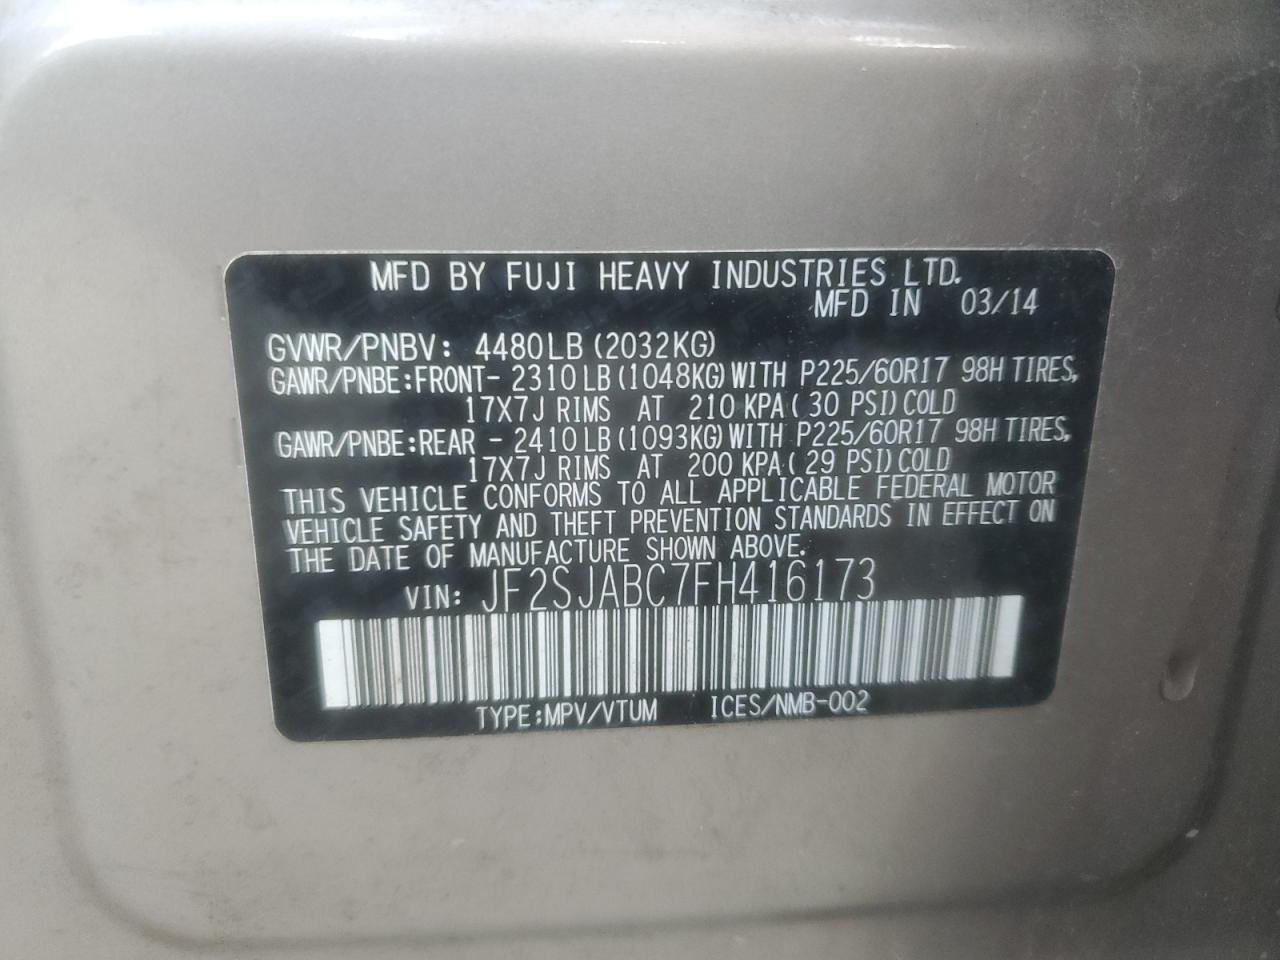 MFD BY FUJI HEAVY INDUSTRIES LTD.
MFD IN 03/14
GVWR/PNBV: 4480LB (2032KG)
GAWR/PNBE:FRONT- 2310LB (1048KG) WITH P225/60R17 98H TIRES,
17X7J RIMS AT 210 KPA( 30 PSI) COLD
GAWR/PNBE:REAR - 2410LB (1093KG) WITH P225/60R17 98H TIRES,
17X7J RIMS AT 200 KPA( 29 PSI) COLD
THIS VEHICLE CONFORMS TO ALL APPLICABLE FEDERAL MOTOR
VEHICLE SAFETY AND THEFT PREVENTION STANDARDS IN EFFECT ON
THE DATE OF MANUFACTURE SHOWN ABOVE.
VIN: JF2SJABC7FH416173
TYPE:MPV/VTUM ICES/NMB-002